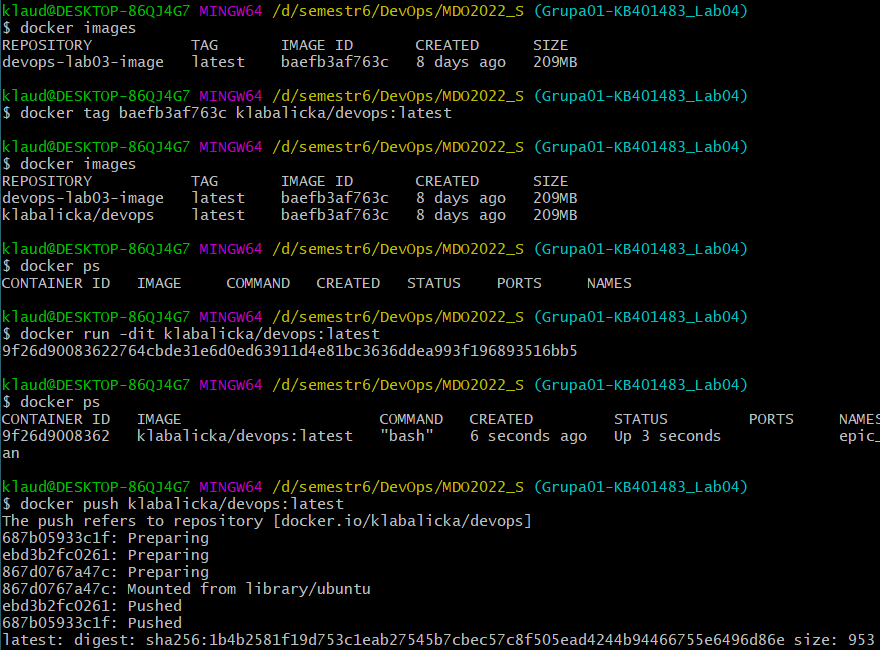 klaud@DESKTOP-86QJ4G7 MINGW64 /d/semestr6/DevOps/MDO2022_S (Grupa01-KB401483_Lab04)
$ docker images
REPOSITORY           TAG       IMAGE ID       CREATED      SIZE
devops-lab03-image   latest    baefb3af763c   8 days ago   209MB
klaud@DESKTOP-86QJ4G7 MINGW64 /d/semestr6/DevOps/MDO2022_S (Grupa01-KB401483_Lab04)
$ docker tag baefb3af763c klabalicka/devops:latest
klaud@DESKTOP-86QJ4G7 MINGW64 /d/semestr6/DevOps/MDO2022_S (Grupa01-KB401483_Lab04)
$ docker images
REPOSITORY           TAG       IMAGE ID       CREATED      SIZE
devops-lab03-image   latest    baefb3af763c   8 days ago   209MB
klabalicka/devops    latest    baefb3af763c   8 days ago   209MB
klaud@DESKTOP-86QJ4G7 MINGW64 /d/semestr6/DevOps/MDO2022_S (Grupa01-KB401483_Lab04)
$ docker ps
CONTAINER ID   IMAGE     COMMAND   CREATED   STATUS    PORTS     NAMES
klaud@DESKTOP-86QJ4G7 MINGW64 /d/semestr6/DevOps/MDO2022_S (Grupa01-KB401483_Lab04)
$ docker run -dit klabalicka/devops:latest
9f26d90083622764cbde31e6d0ed63911d4e81bc3636ddea993f196893516bb5
klaud@DESKTOP-86QJ4G7 MINGW64 /d/semestr6/DevOps/MDO2022_S (Grupa01-KB401483_Lab04)
$ docker ps
CONTAINER ID   IMAGE                      COMMAND   CREATED         STATUS         PORTS     NAMES
9f26d9008362   klabalicka/devops:latest   "bash"    6 seconds ago   Up 3 seconds             epic_
an
klaud@DESKTOP-86QJ4G7 MINGW64 /d/semestr6/DevOps/MDO2022_S (Grupa01-KB401483_Lab04)
$ docker push klabalicka/devops:latest
The push refers to repository [docker.io/klabalicka/devops]
687b05933c1f: Preparing
ebd3b2fc0261: Preparing
867d0767a47c: Preparing
867d0767a47c: Mounted from library/ubuntu
ebd3b2fc0261: Pushed
687b05933c1f: Pushed
latest: digest: sha256:1b4b2581f19d753c1eab27545b7cbec57c8f505ead4244b94466755e6496d86e size: 953